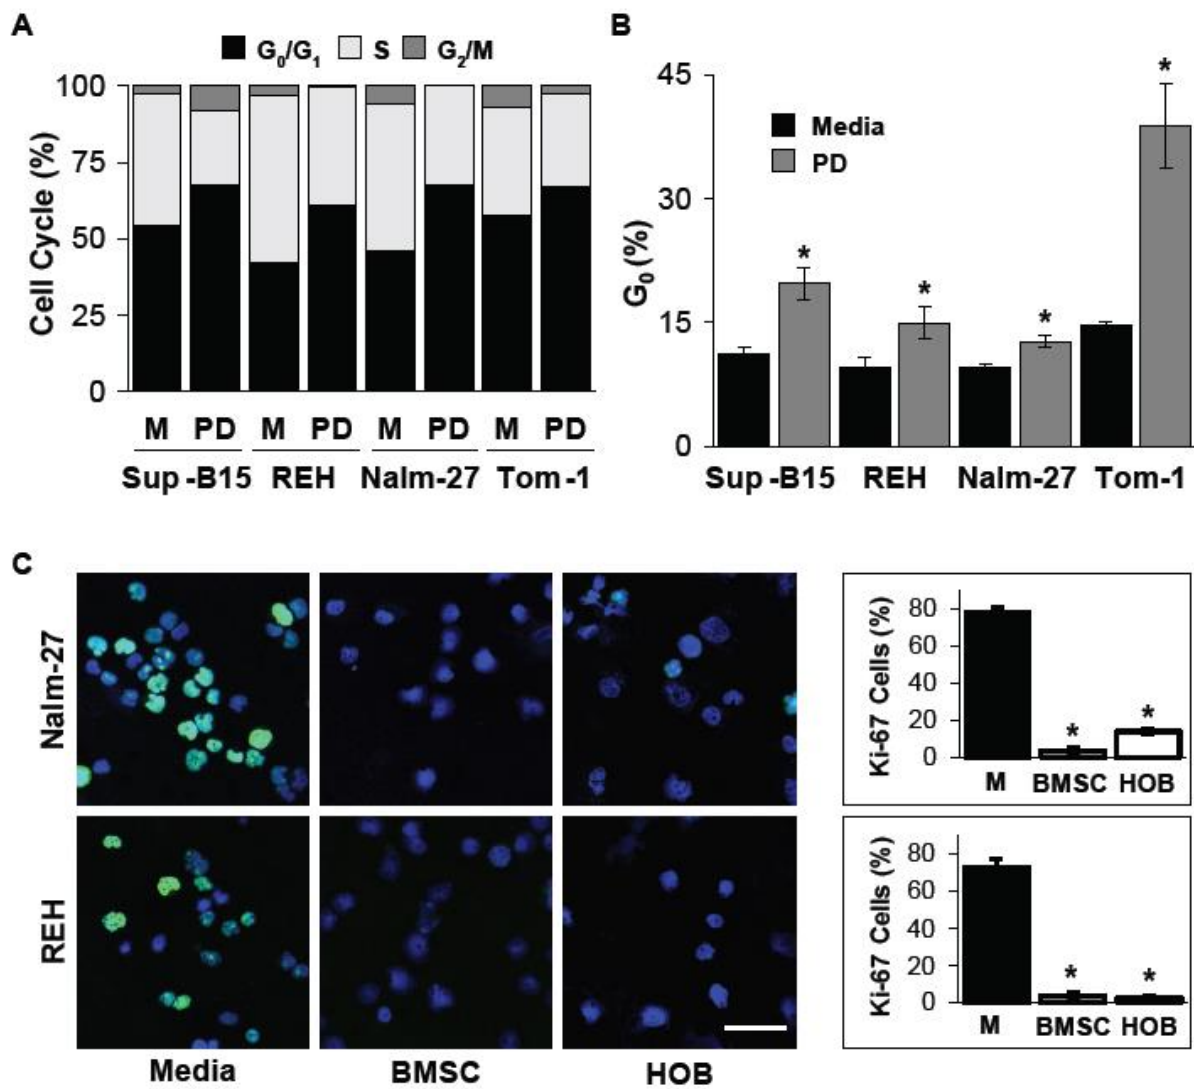 A
G0/G1 S G2/M
Cell Cycle (%)
100
75
50
25
0
M PD M PD M PD M PD
Sup -B15 REH Nalm-27 Tom -1
B
G0 (%)
45
30
15
0
Media
PD
* * * *
Sup -B15 REH Nalm-27 Tom-1
C
Nalm-27
REH
Media BMSC HOB
Ki-67 Cells (%)
80
60
40
20
0
* *
M BMSC HOB
Ki-67 Cells (%)
80
60
40
20
0
* *
M BMSC HOB